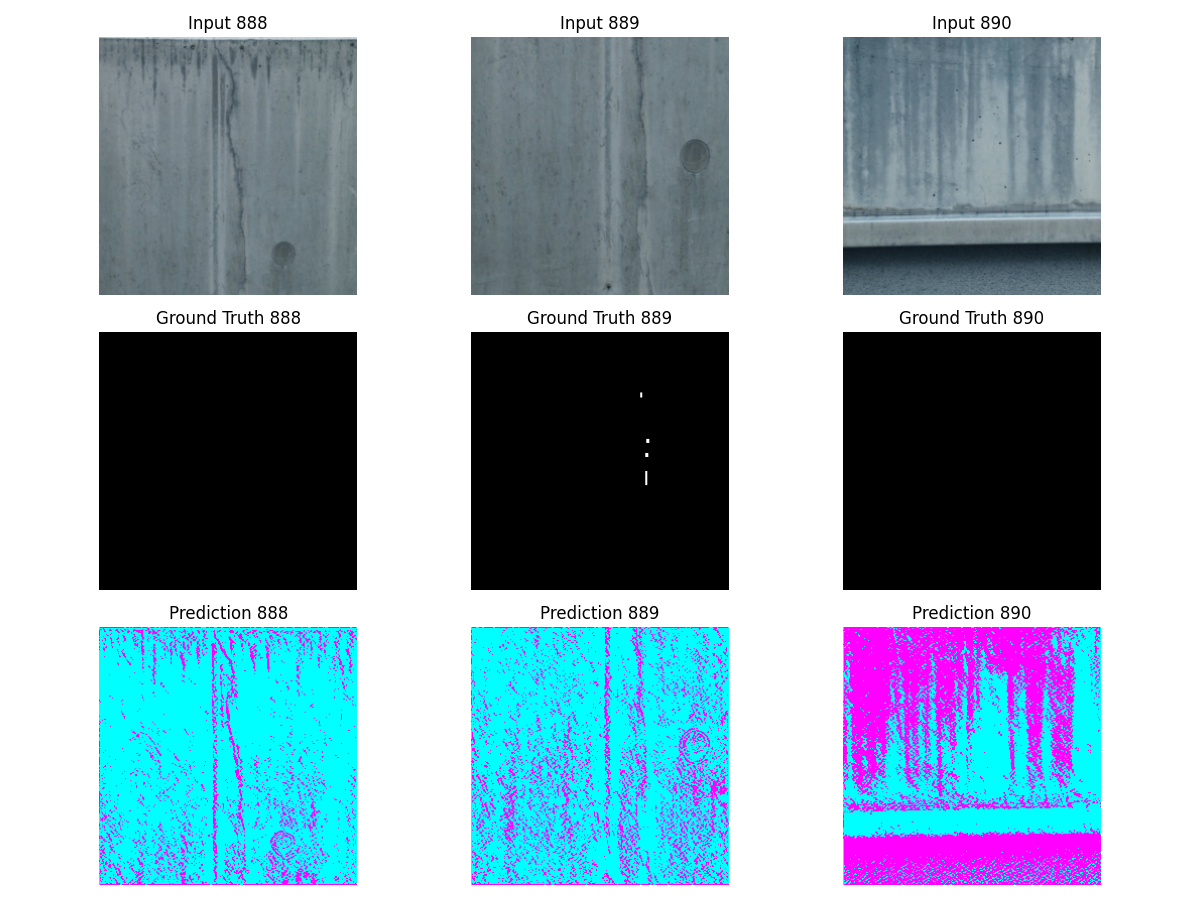 Input 888
Input 889
Input 890
Ground Truth 888
Ground Truth 889
Ground Truth 890
Prediction 888
Prediction 889
Prediction 890